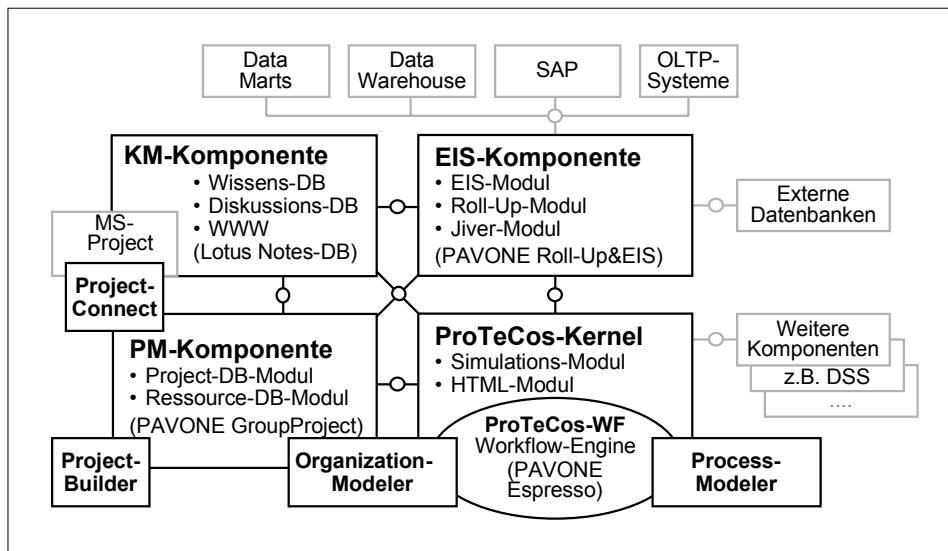 Data
Marts
Data
Warehouse
SAP
OLTP-
Systeme
KM-Komponente
• Wissens-DB
• Diskussions-DB
• WWW
(Lotus Notes-DB)
EIS-Komponente
• EIS-Modul
• Roll-Up-Modul
• Jiver-Modul
(PAVONE Roll-Up&EIS)
Externe
Datenbanken
MS-
Project
Project-
Connect
PM-Komponente
• Project-DB-Modul
• Ressource-DB-Modul
(PAVONE GroupProject)
ProTeCos-Kernel
• Simulations-Modul
• HTML-Modul
Weitere
Komponenten
z.B. DSS
....
Project-
Builder
Organization-
Modeler
ProTeCos-WF
Workflow-Engine
(PAVONE
Espresso)
Process-
Modeler